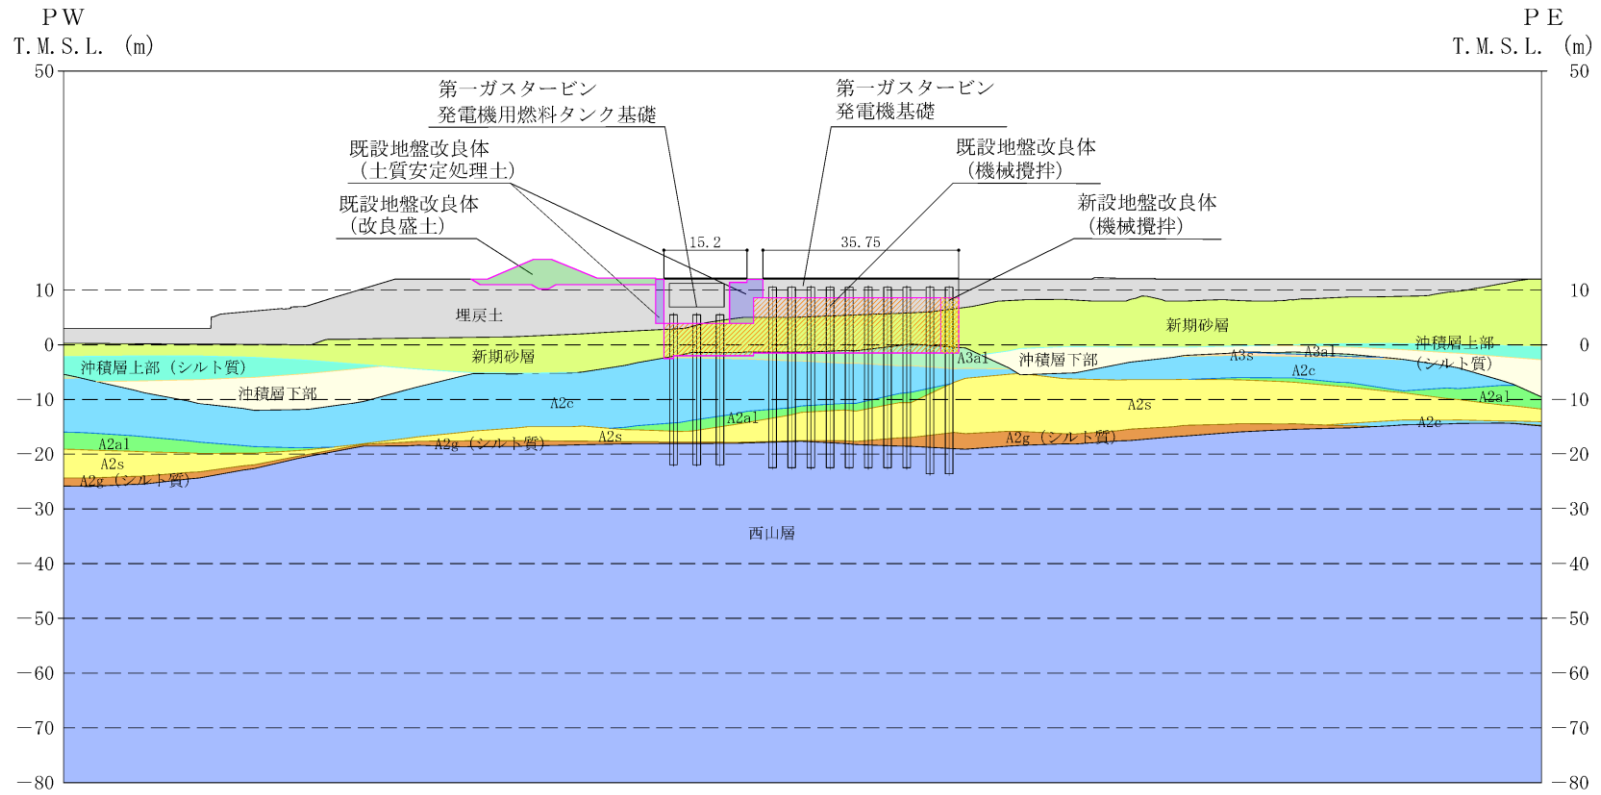 PW
PE
T.M.S.L. (m)
T.M.S.L. (m)
50
50
第一ガスタービン
発電機用燃料タンク基礎
第一ガスタービン
発電機基礎
既設地盤改良体
（土質安定処理土）
既設地盤改良体
（機械攪拌）
既設地盤改良体
（改良盛土）
新設地盤改良体
（機械攪拌）
15.2
35.75
10
10
埋戻土
新期砂層
0
0
新期砂層
沖積層上部
（シルト質）
沖積層上部（シルト質）
沖積層下部
A3a1
沖積層下部
A3s
A3a1
A2c
−10
−10
A2c
A2a1
A2s
A2a1
A2a1
A2s
A2s
A2g（シルト質）
A2g（シルト質）
A2c
−20
−20
A2g（シルト質）
−30
−30
西山層
−40
−40
−50
−50
−60
−60
−70
−70
−80
−80